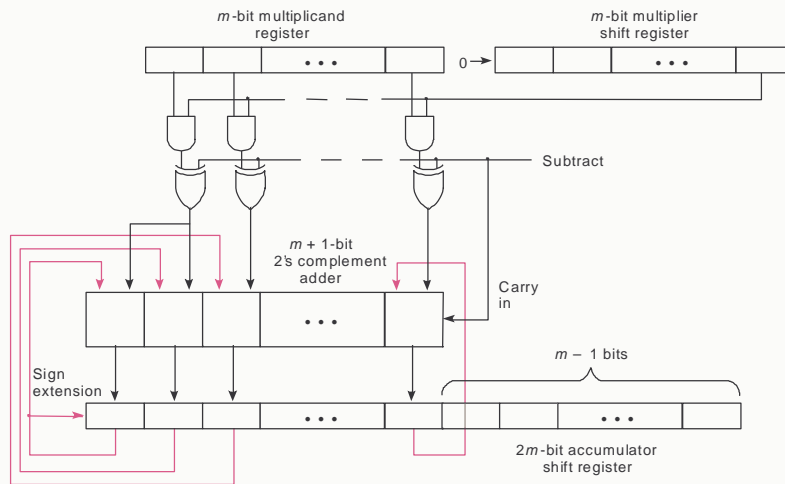 m-bit multiplicand
register
m-bit multiplier
shift register
0
Subtract
m + 1-bit
2's complement
adder
Carry
in
m – 1 bits
Sign
extension
2m-bit accumulator
shift register